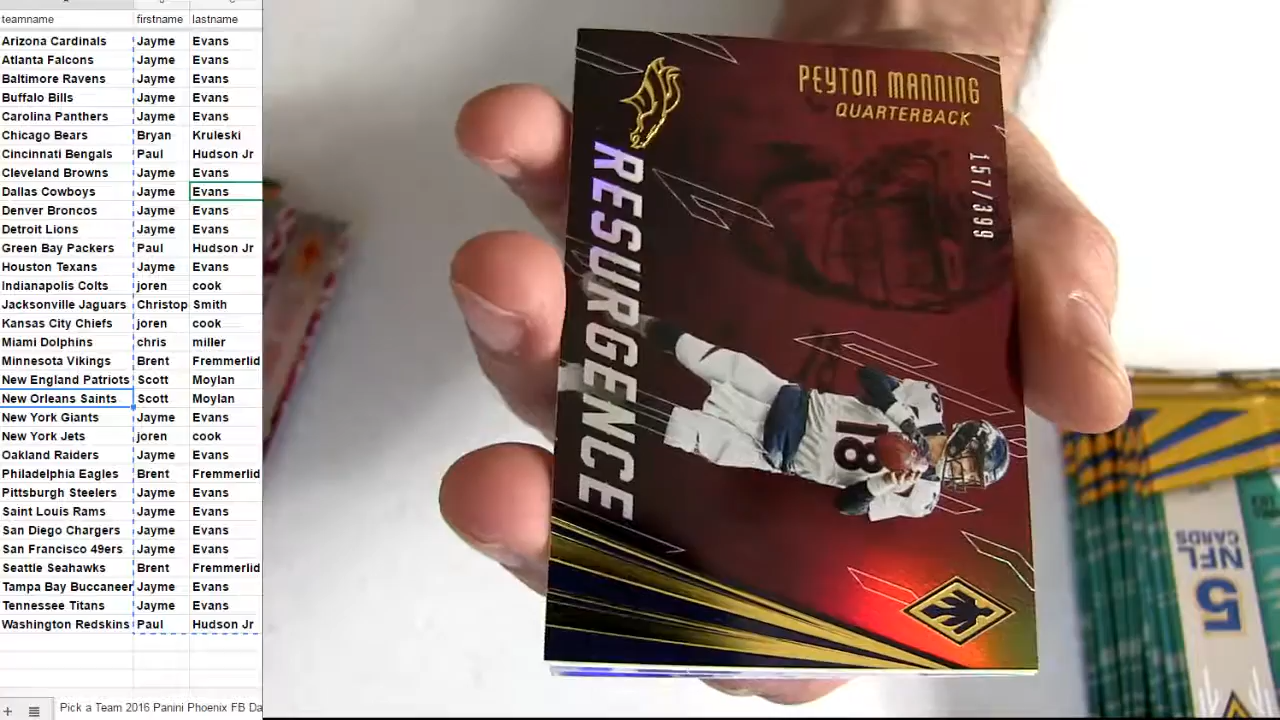 teamname firstname lastname
Arizona Cardinals Jayme Evans
Atlanta Falcons Jayme Evans
Baltimore Ravens Jayme Evans
Buffalo Bills Jayme Evans
Carolina Panthers Jayme Evans
Chicago Bears Bryan Kruleski
Cincinnati Bengals Paul Hudson Jr
Cleveland Browns Jayme Evans
Dallas Cowboys Jayme Evans
Denver Broncos Jayme Evans
Detroit Lions Jayme Evans
Green Bay Packers Paul Hudson Jr
Houston Texans Jayme Evans
Indianapolis Colts joren cook
Jacksonville Jaguars Christop Smith
Kansas City Chiefs joren cook
Miami Dolphins chris miller
Minnesota Vikings Brent Fremmerlid
New England Patriots Scott Moylan
New Orleans Saints Scott Moylan
New York Giants Jayme Evans
New York Jets joren cook
Oakland Raiders Jayme Evans
Philadelphia Eagles Brent Fremmerlid
Pittsburgh Steelers Jayme Evans
Saint Louis Rams Jayme Evans
San Diego Chargers Jayme Evans
San Francisco 49ers Jayme Evans
Seattle Seahawks Brent Fremmerlid
Tampa Bay Buccaneer Jayme Evans
Tennessee Titans Jayme Evans
Washington Redskins Paul Hudson Jr
Pick a Team 2016 Panini Phoenix FB Da
PEYTON MANNING
QUARTERBACK
157/399
RESURGENCE
18
5
NFL
CARDS